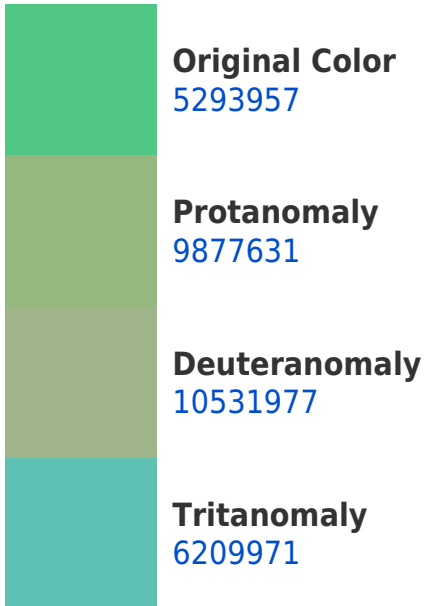 Original Color
5293957
Protanomaly
9877631
Deuteranomaly
10531977
Tritanomaly
6209971